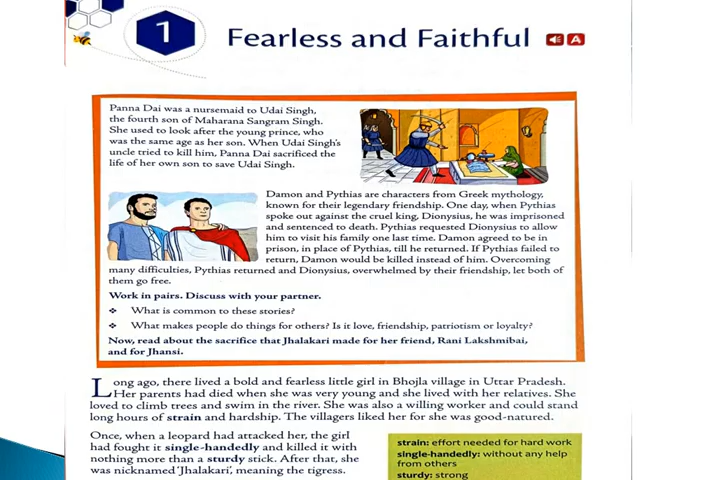 1
Fearless and Faithful
A
Panna Dai was a nursemaid to Udai Singh,
the fourth son of Maharana Sangram Singh.
She used to look after the young prince, who
was the same age as her son. When Udai Singh's
uncle tried to kill him, Panna Dai sacrificed the
life of her own son to save Udai Singh.
Damon and Pythias are characters from Greek mythology,
known for their legendary friendship. One day, when Pythias
spoke out against the cruel king, Dionysius, he was imprisoned
and sentenced to death. Pythias requested Dionysius to allow
him to visit his family one last time. Damon agreed to be in
prison, in place of Pythias, till he returned. If Pythias failed to
return, Damon would be killed instead of him. Overcoming
many difficulties, Pythias returned and Dionysius, overwhelmed by their friendship, let both of
them go free.
Work in pairs. Discuss with your partner.
❖ What is common to these stories?
❖ What makes people do things for others? Is it love, friendship, patriotism or loyalty?
Now, read about the sacrifice that Jhalakari made for her friend, Rani Lakshmibai,
and for Jhansi.
Long ago, there lived a bold and fearless little girl in Bhojla village in Uttar Pradesh.
Her parents had died when she was very young and she lived with her relatives. She
loved to climb trees and swim in the river. She was also a willing worker and could stand
long hours of strain and hardship. The villagers liked her for she was good-natured.
Once, when a leopard had attacked her, the girl
had fought it single-handedly and killed it with
nothing more than a sturdy stick. After that, she
was nicknamed 'Jhalakari', meaning the tigress.
strain: effort needed for hard work
single-handedly: without any help
from others
sturdy: strong